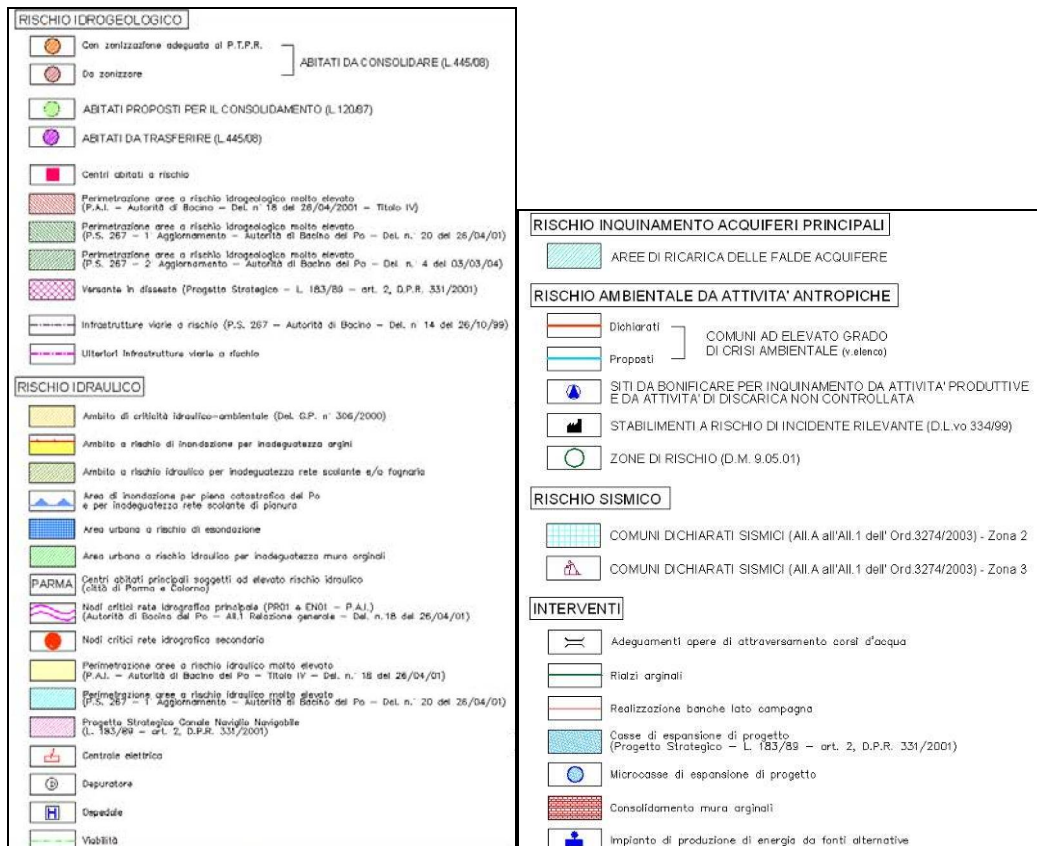 RISCHIO IDROGEOLOGICO
Con zonizzazione adeguata al P.T.P.R.
ABITATI DA CONSOLIDARE (L.445/08)
Da zonizzare
ABITATI PROPOSTI PER IL CONSOLIDAMENTO (L.120/87)
ABITATI DA TRASFERIRE (L.445/08)
Centri abitati a rischio
Perimetrazione aree a rischio idrogeologico molto elevato
(P.A.I. - Autorità di Bacino - Del. n° 18 del 26/04/2001 - Titolo IV)
Perimetrazione aree a rischio idrogeologico molto elevato
(P.S. 267 - 1° Aggiornamento - Autorità di Bacino del Po - Del. n. 20 del 26/04/01)
Perimetrazione aree a rischio idrogeologico molto elevato
(P.S. 267 - 2° Aggiornamento - Autorità di Bacino del Po - Del. n. 4 del 03/03/04)
Versante in dissesto (Progetto Strategico - L. 183/89 - art. 2, D.P.R. 331/2001)
Infrastrutture viarie a rischio (P.S. 267 - Autorità di Bacino - Del. n 14 del 26/10/99)
Ulteriori infrastrutture viarie a rischio
RISCHIO IDRAULICO
Ambito di criticità idraulico-ambientale (Del. G.P. n° 306/2000)
Ambito a rischio di inondazione per inadeguatezza argini
Ambito a rischio idraulico per inadeguatezza rete scolante e/o fognaria
Area di inondazione per piena catastrofica del Po
e per inadeguatezza rete scolante di pianura
Area urbana a rischio di esondazione
Area urbana a rischio idraulico per inadeguatezza mura arginali
PARMA Centri abitati principali soggetti ad elevato rischio idraulico
(città di Parma e Colorno)
Nodi critici rete idrografica principale (PR01 e EN01 - P.A.I.)
(Autorità di Bacino del Po - All.1 Relazione generale - Del. n.18 del 26/04/01)
Nodi critici rete idrografica secondaria
Perimetrazione aree a rischio idraulico molto elevato
(P.A.I. - Autorità di Bacino del Po - Titolo IV - Del. n. 18 del 26/04/01)
Perimetrazione aree a rischio idraulico molto elevato
(P.S. 267 - 1° Aggiornamento - Autorità di Bacino del Po - Del. n. 20 del 26/04/01)
Progetto Strategico Canale Naviglio Navigabile
(L. 183/89 - art. 2, D.P.R. 331/2001)
Centrale elettrica
D Depuratore
H Ospedale
Viabilità
RISCHIO INQUINAMENTO ACQUIFERI PRINCIPALI
AREE DI RICARICA DELLE FALDE ACQUIFERE
RISCHIO AMBIENTALE DA ATTIVITA' ANTROPICHE
Dichiarati
COMUNI AD ELEVATO GRADO
DI CRISI AMBIENTALE (v.elenco)
Proposti
SITI DA BONIFICARE PER INQUINAMENTO DA ATTIVITA' PRODUTTIVE
E DA ATTIVITA' DI DISCARICA NON CONTROLLATA
STABILIMENTI A RISCHIO DI INCIDENTE RILEVANTE (D.L.vo 334/99)
ZONE DI RISCHIO (D.M. 9.05.01)
RISCHIO SISMICO
COMUNI DICHIARATI SISMICI (All.A all'All.1 dell' Ord.3274/2003) - Zona 2
COMUNI DICHIARATI SISMICI (All.A all'All.1 dell' Ord.3274/2003) - Zona 3
INTERVENTI
Adeguamenti opere di attraversamento corsi d'acqua
Rialzi arginali
Realizzazione banche lato campagna
Casse di espansione di progetto
(Progetto Strategico - L. 183/89 - art. 2, D.P.R. 331/2001)
Microcasse di espansione di progetto
Consolidamento mura arginali
Impianto di produzione di energia da fonti alternative